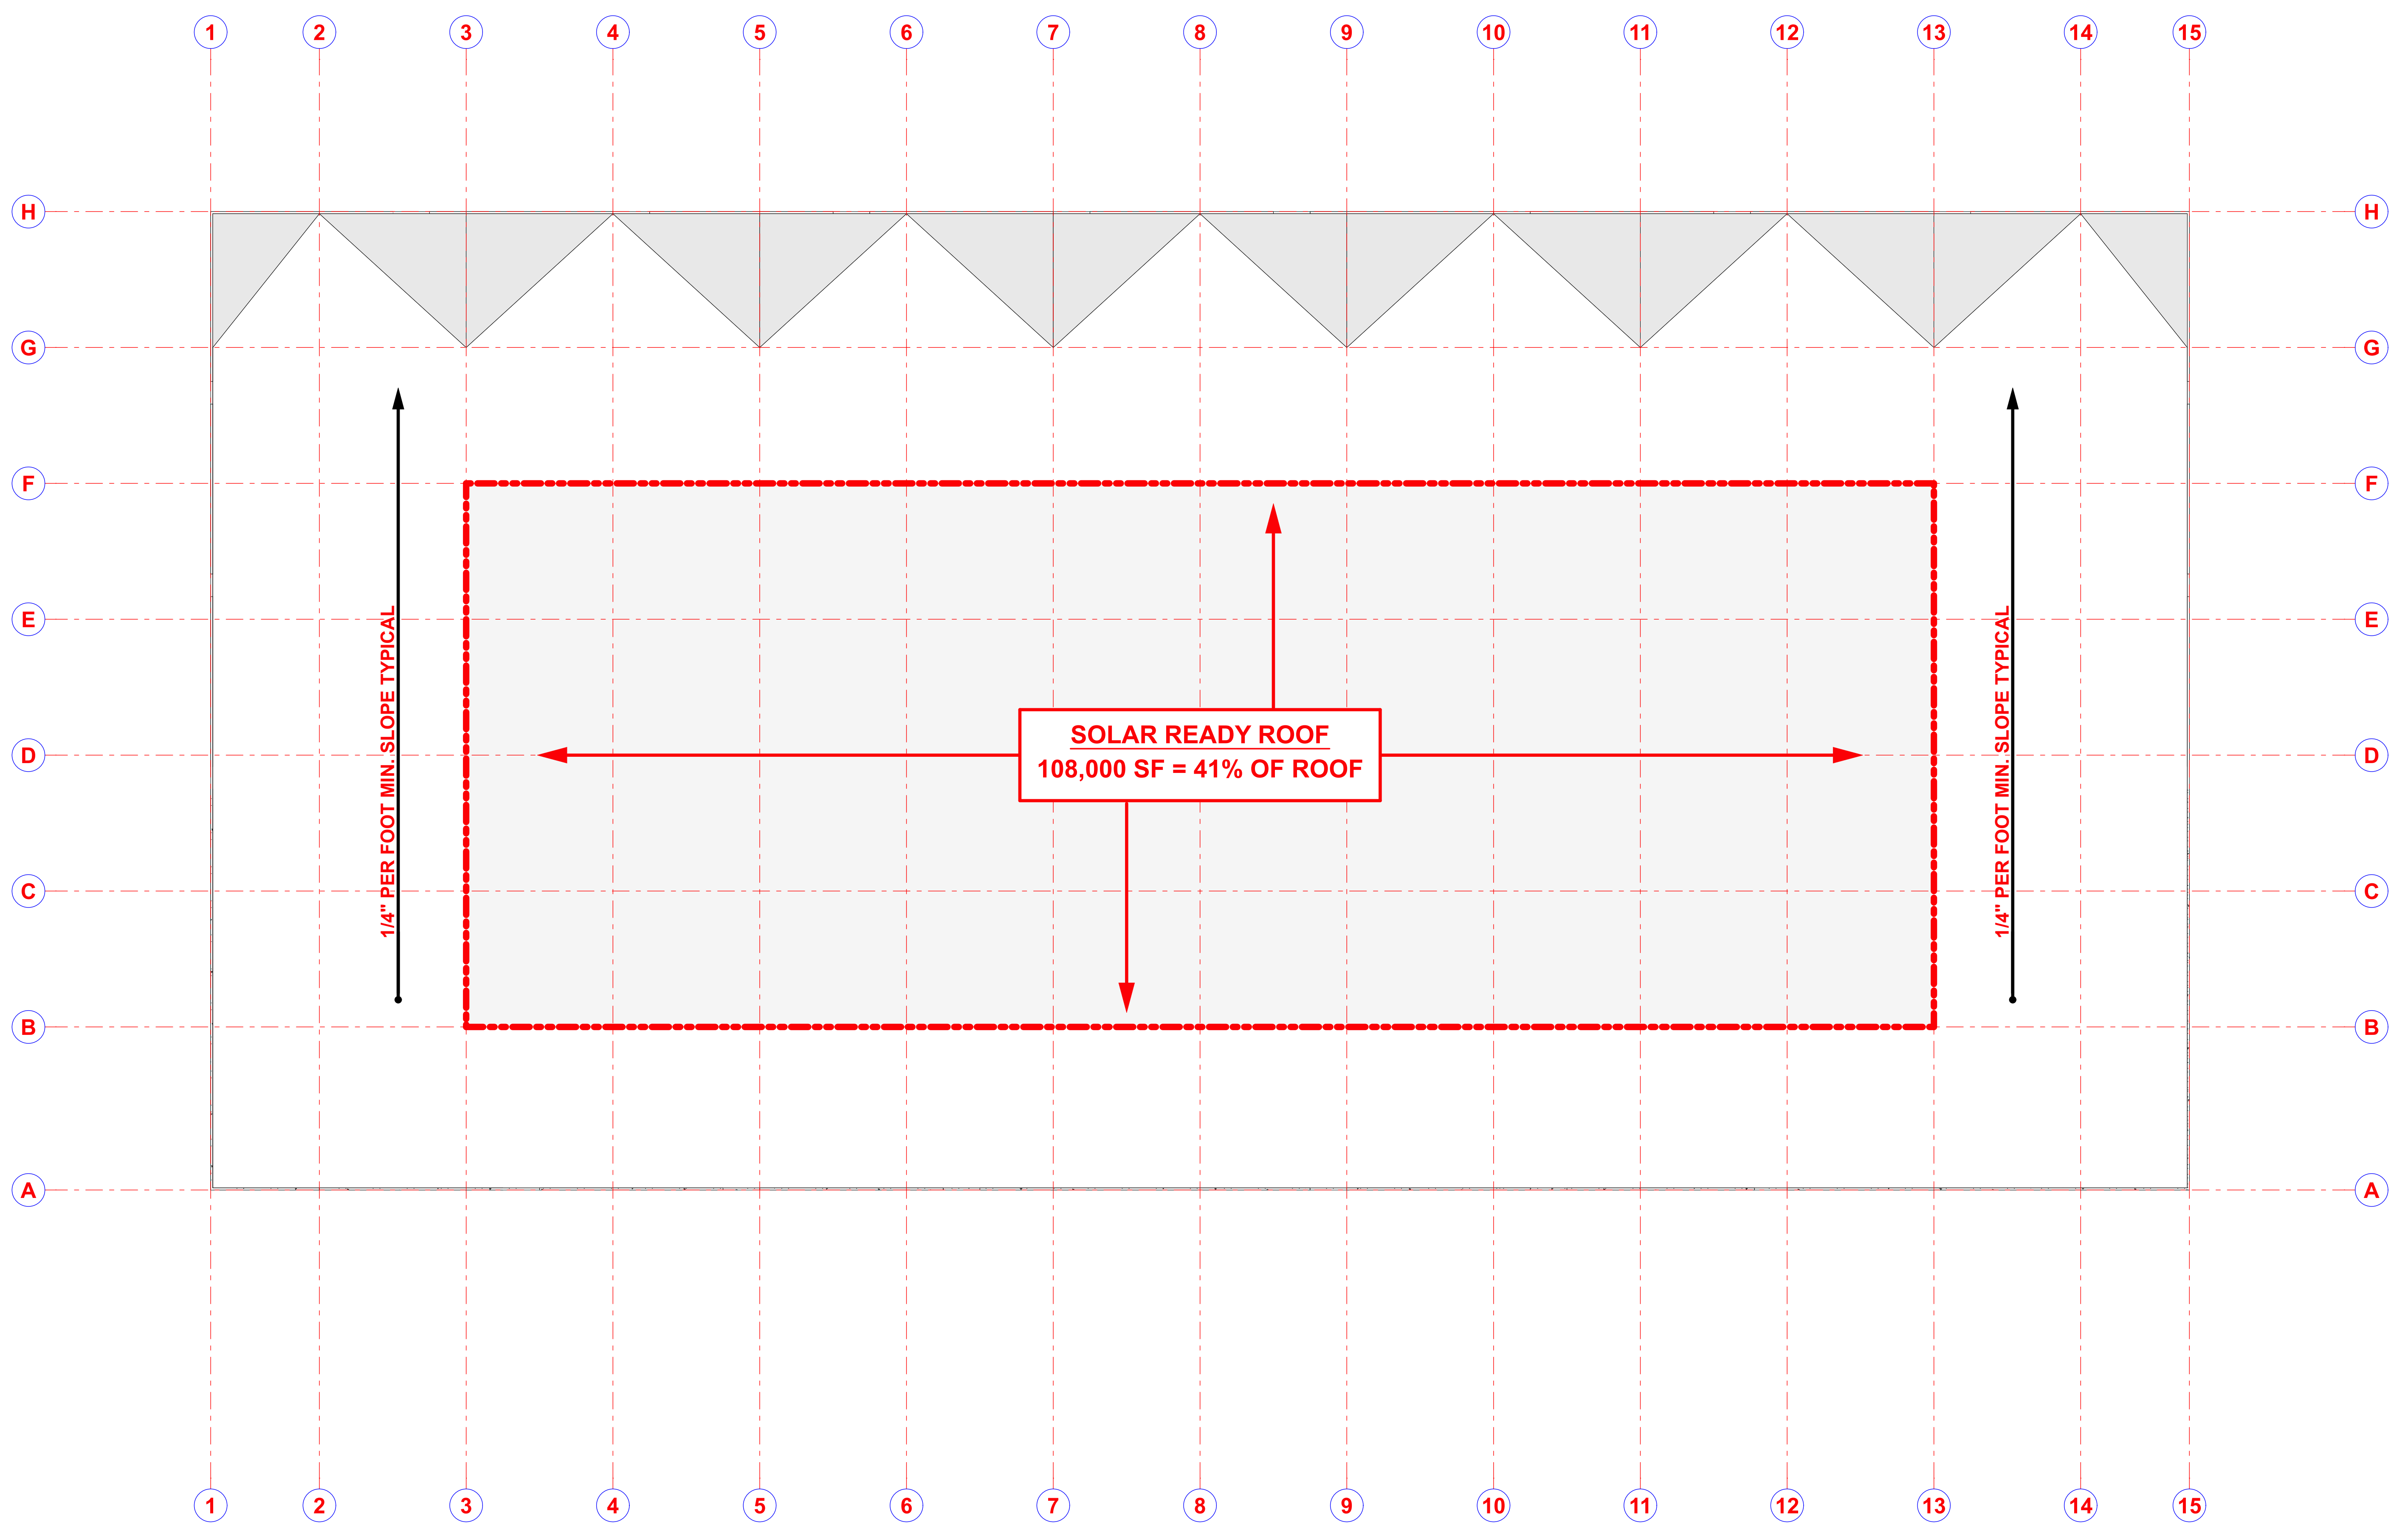 1 2 3 4 5 6 7 8 9 10 11 12 13 14 15
H H
G G
F F
E E
1/4" PER FOOT MIN. SLOPE TYPICAL
1/4" PER FOOT MIN. SLOPE TYPICAL
SOLAR READY ROOF
D D
108,000 SF = 41% OF ROOF
C C
B B
A A
1 2 3 4 5 6 7 8 9 10 11 12 13 14 15